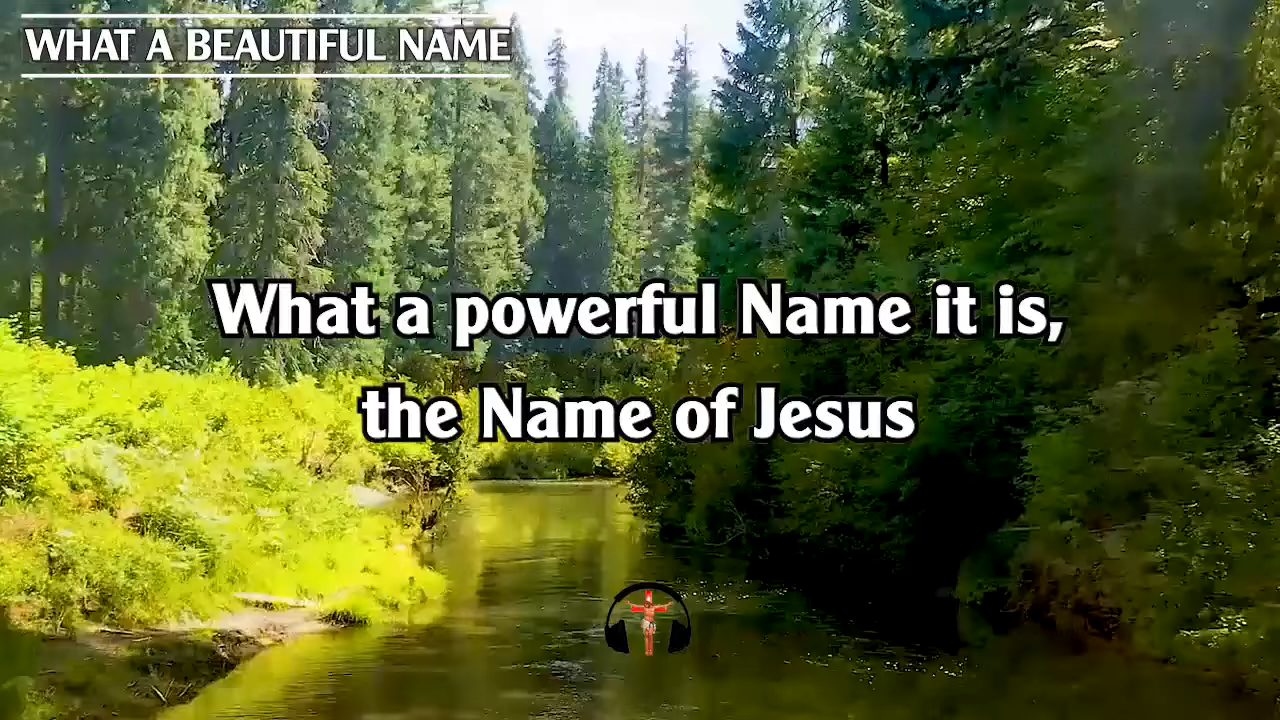 WHAT A BEAUTIFUL NAME
What a powerful Name it is,
the Name of Jesus